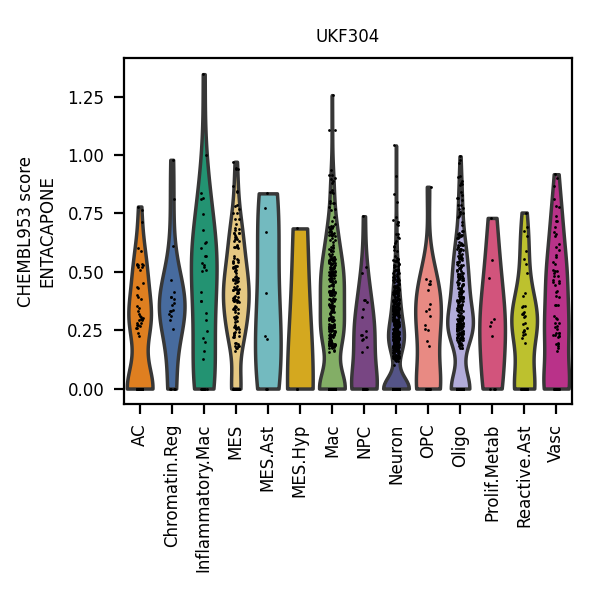 UKF304
CHEMBL953 score
ENTACAPONE
1.25
1.00
0.75
0.50
0.25
0.00
AC
Chromatin.Reg
Inflammatory.Mac
MES
MES.Ast
MES.Hyp
Mac
NPC
Neuron
OPC
Oligo
Prolif.Metab
Reactive.Ast
Vasc